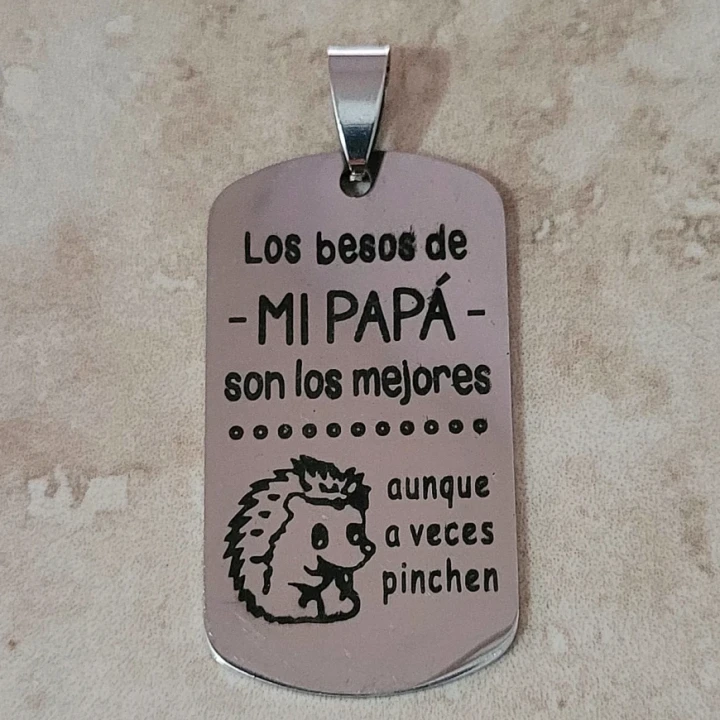 Los besos de
- MI PAPÁ -
son los mejores
aunque
a veces
pinchen